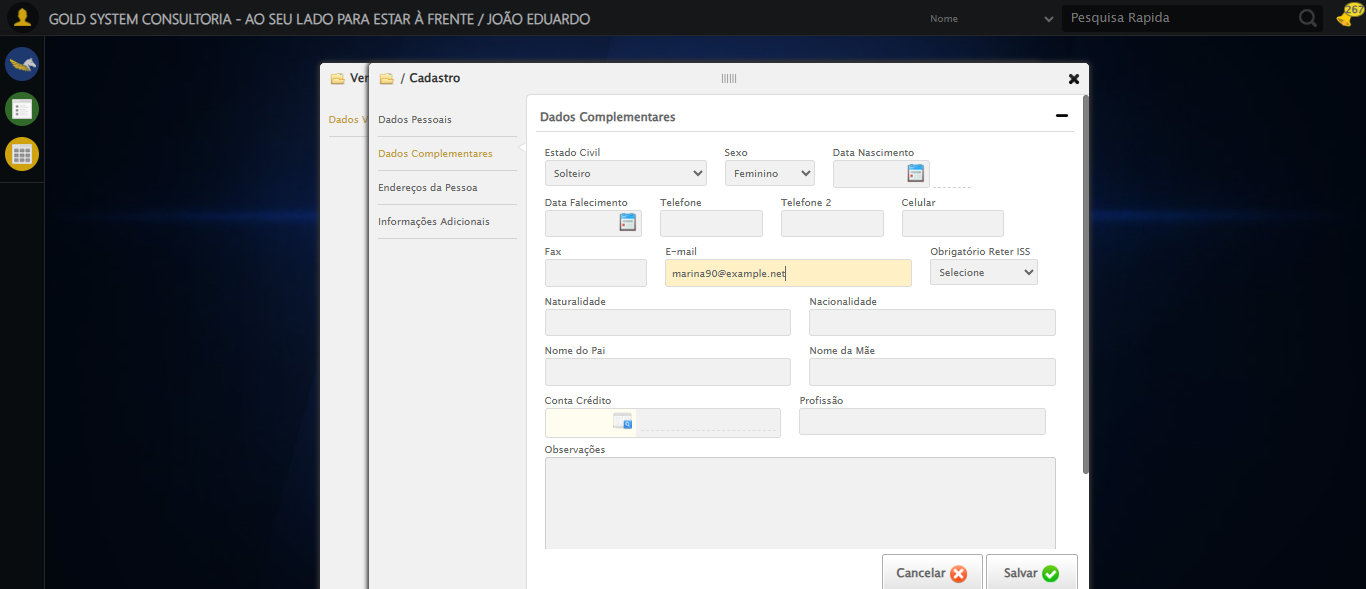 GOLD SYSTEM CONSULTORIA - AO SEU LADO PARA ESTAR À FRENTE / JOÃO EDUARDO
Nome
Pesquisa Rapida
267
Ver
/ Cadastro
Dados V
Dados Pessoais
Dados Complementares
Endereços da Pessoa
Informações Adicionais
Dados Complementares
Estado Civil Sexo Data Nascimento
Solteiro Feminino
Data Falecimento Telefone Telefone 2 Celular
Fax E-mail Obrigatório Reter ISS
marina90@example.net Selecione
Naturalidade Nacionalidade
Nome do Pai Nome da Mãe
Conta Crédito Profissão
Observações
Cancelar Salvar